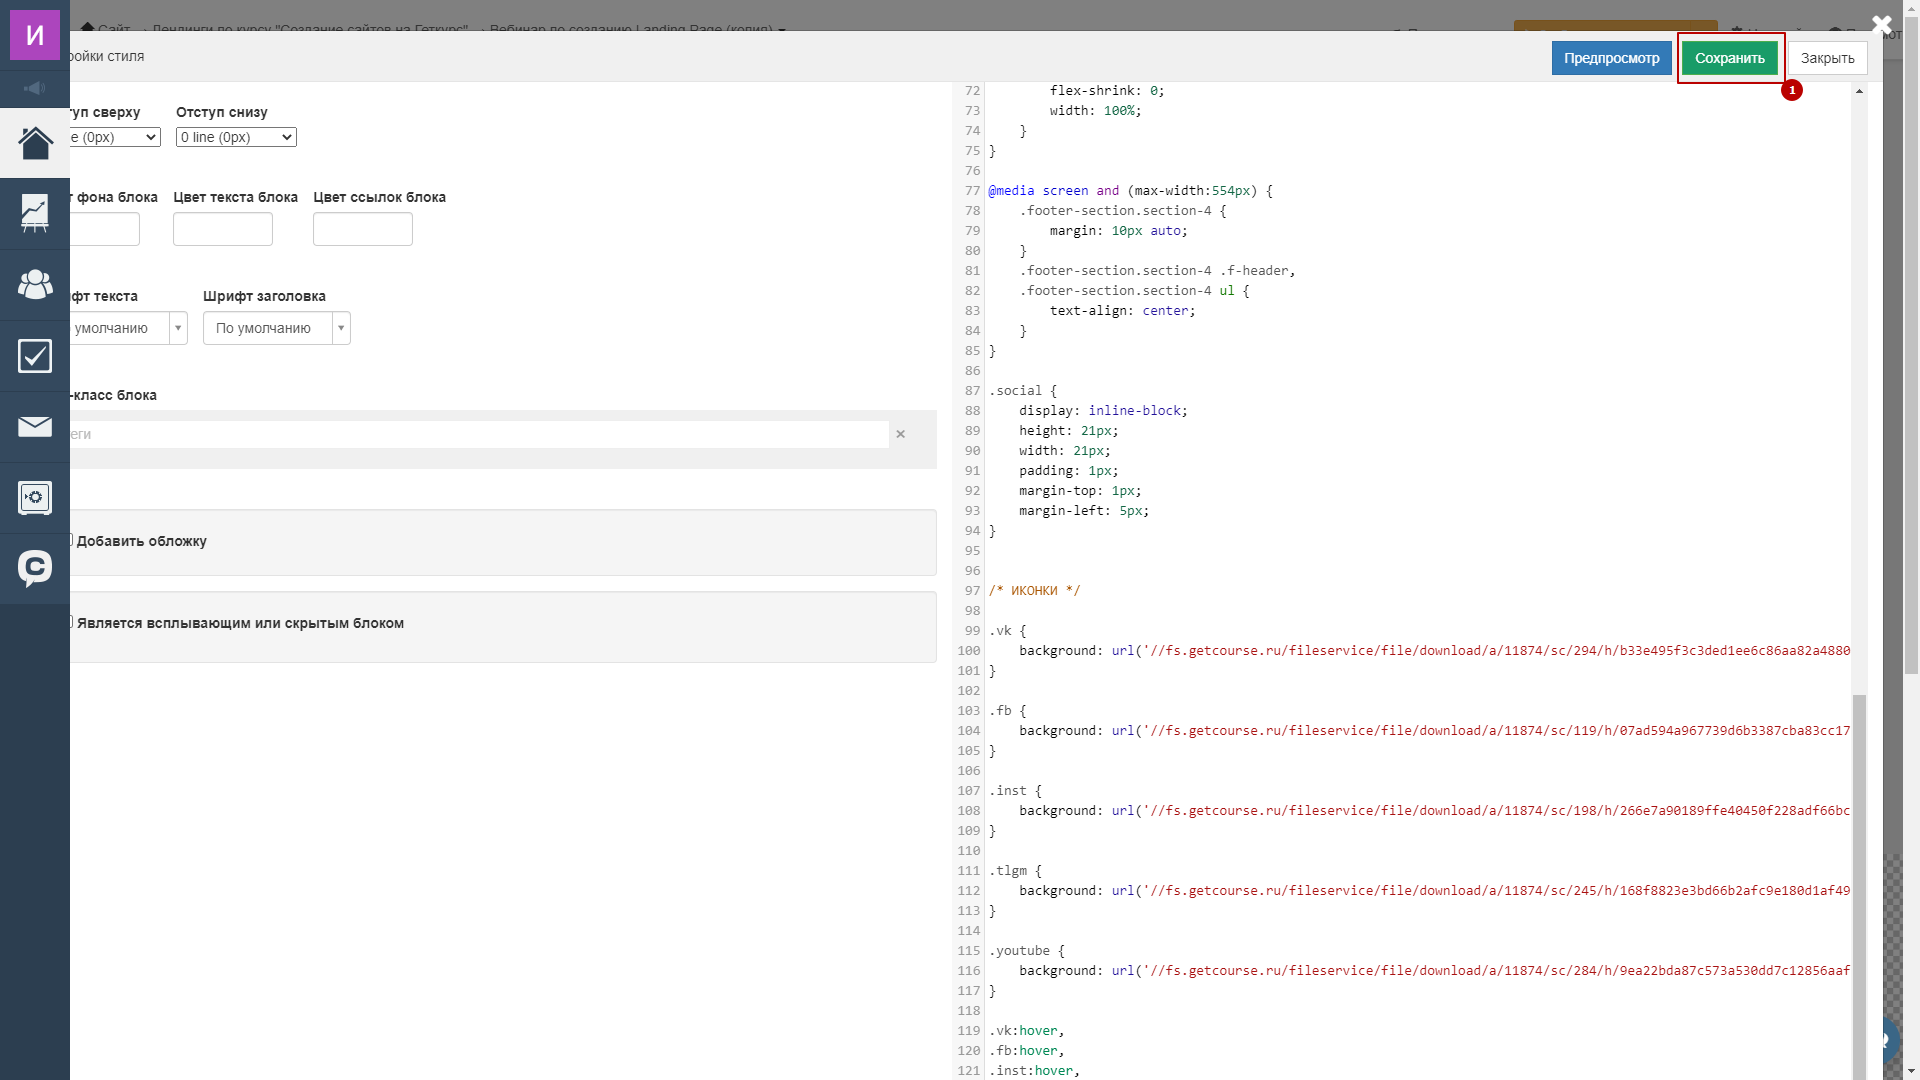 И
Сайт Лендинги по курсу "Создание сайтов на Геткурс" Вебинар по созданию Landing Page (копия)
ройки стиля
Предпросмотр
Сохранить
Закрыть
1
туп сверху
Отступ снизу
e (0px)
0 line (0px)
т фона блока
Цвет текста блока
Цвет ссылок блока
фт текста
Шрифт заголовка
умолчанию
По умолчанию
-класс блока
еги
×
Добавить обложку
Является всплывающим или скрытым блоком
72 flex-shrink: 0;
73 width: 100%;
74 }
75 }
76
77 @media screen and (max-width:554px) {
78 .footer-section.section-4 {
79 margin: 10px auto;
80 }
81 .footer-section.section-4 .f-header,
82 .footer-section.section-4 ul {
83 text-align: center;
84 }
85 }
86
87 .social {
88 display: inline-block;
89 height: 21px;
90 width: 21px;
91 padding: 1px;
92 margin-top: 1px;
93 margin-left: 5px;
94 }
95
96
97 /* ИКОНКИ */
98
99 .vk {
100 background: url('//fs.getcourse.ru/fileservice/file/download/a/11874/sc/294/h/b33e495f3c3ded1ee6c86aa82a4880
101 }
102
103 .fb {
104 background: url('//fs.getcourse.ru/fileservice/file/download/a/11874/sc/119/h/07ad594a967739d6b3387cba83cc17
105 }
106
107 .inst {
108 background: url('//fs.getcourse.ru/fileservice/file/download/a/11874/sc/198/h/266e7a90189ffe40450f228adf66bc
109 }
110
111 .tlgm {
112 background: url('//fs.getcourse.ru/fileservice/file/download/a/11874/sc/245/h/168f8823e3bd66b2afc9e180d1af49
113 }
114
115 .youtube {
116 background: url('//fs.getcourse.ru/fileservice/file/download/a/11874/sc/284/h/9ea22bda87c573a530dd7c12856aaf
117 }
118
119 .vk:hover,
120 .fb:hover,
121 .inst:hover,